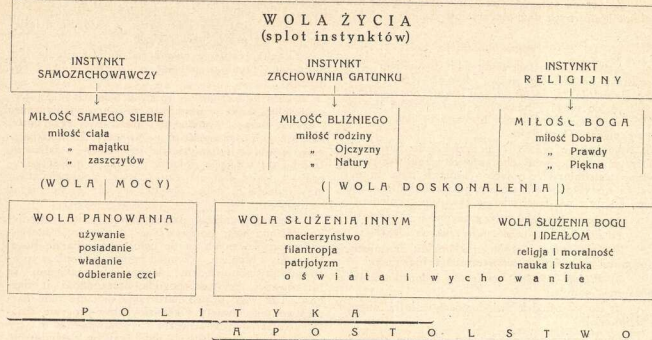 WOLA ŻYCIA
(splot instynktów)
INSTYNKT
SAMOZACHOWAWCZY
INSTYNKT
ZACHOWANIA GATUNKU
INSTYNKT
RELIGIJNY
MIŁOŚĆ SAMEGO SIEBIE
miłość ciała
„ majątku
„ zaszczytów
MIŁOŚĆ BLIŹNIEGO
miłość rodziny
„ Ojczyzny
„ Natury
MIŁOŚĆ BOGA
miłość Dobra
„ Prawdy
„ Piękna
(WOLA MOCY)
(WOLA DOSKONALENIA)
WOLA PANOWANIA
używanie
posiadanie
władanie
odbieranie czci
WOLA SŁUŻENIA INNYM
macierzyństwo
filantropja
patrjotyzm
WOLA SŁUŻENIA BOGU
I IDEAŁOM
religja i moralność
nauka i sztuka
oświata i wychowanie
POLITYKA
APOSTOLSTWO